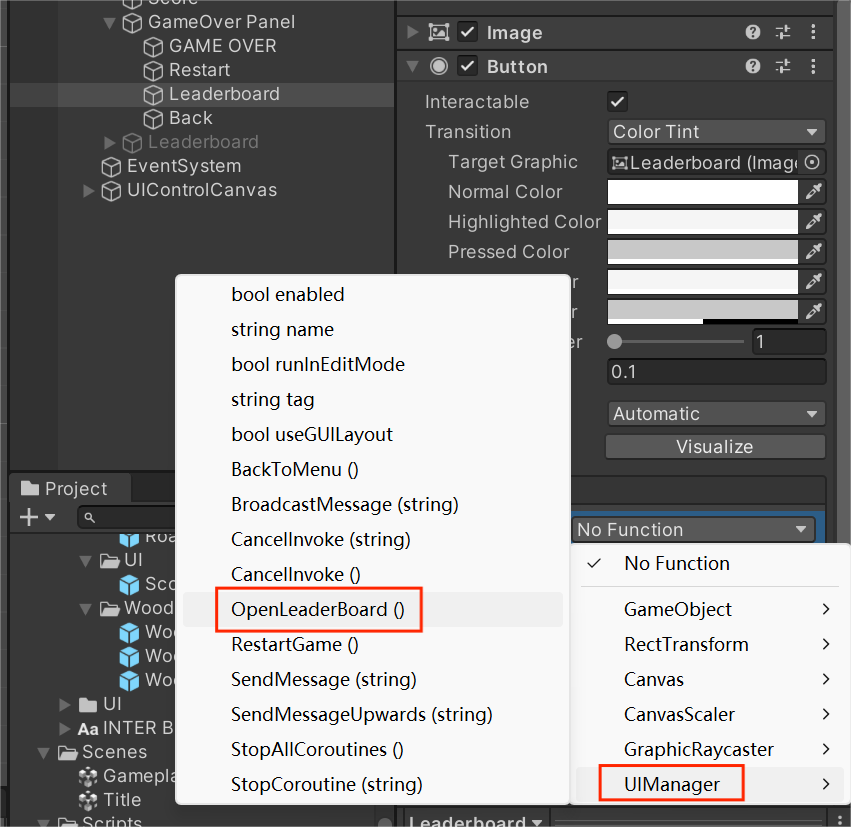 Score
GameOver Panel
GAME OVER
Restart
Leaderboard
Back
Leaderboard
EventSystem
UIControlCanvas
Image
Button
Interactable
Transition
Color Tint
Target Graphic
Leaderboard (Imag
Normal Color
Highlighted Color
Pressed Color
r
r
er
1
0.1
Automatic
Visualize
No Function
bool enabled
string name
bool runInEditMode
string tag
bool useGUILayout
BackToMenu ()
BroadcastMessage (string)
CancelInvoke (string)
CancelInvoke ()
OpenLeaderBoard ()
RestartGame ()
SendMessage (string)
SendMessageUpwards (string)
StopAllCoroutines ()
StopCoroutine (string)
No Function
GameObject
RectTransform
Canvas
CanvasScaler
GraphicRaycaster
UIManager
Project
Roa
UI
Sco
Wood
Woo
Woo
Woo
UI
Aa INTER B
Scenes
Gamepla
Title
Scripts
Leaderboard